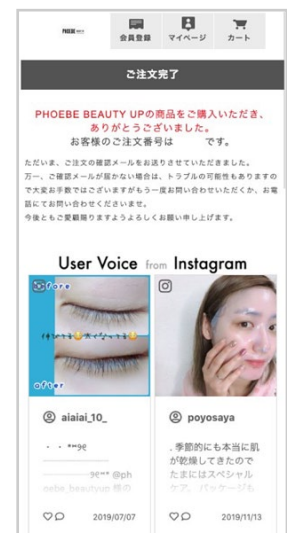 PHOEBE
会員登録
マイページ
カート
ご注文完了
PHOEBE BEAUTY UPの商品をご購入いただき、
ありがとうございました。
お客様のご注文番号は です。
ただいま、ご注文の確認メールをお送りさせていただきました。
万一、ご確認メールが届かない場合は、トラブルの可能性もありますの
で大変お手数ではございますがもう一度お問い合わせいただくか、お電
話にてお問い合わせくださいませ。
今後ともご愛顧賜りますようよろしくお願い申し上げます。
User Voice from Instagram
before
after
aiaiai_10_
@ph
oebe_beautyup 様の
2019/07/07
poyosaya
. 季節的にも本当に肌
が乾燥してきたので
たまにはスペシャル
ケア。パッケージも
2019/11/13